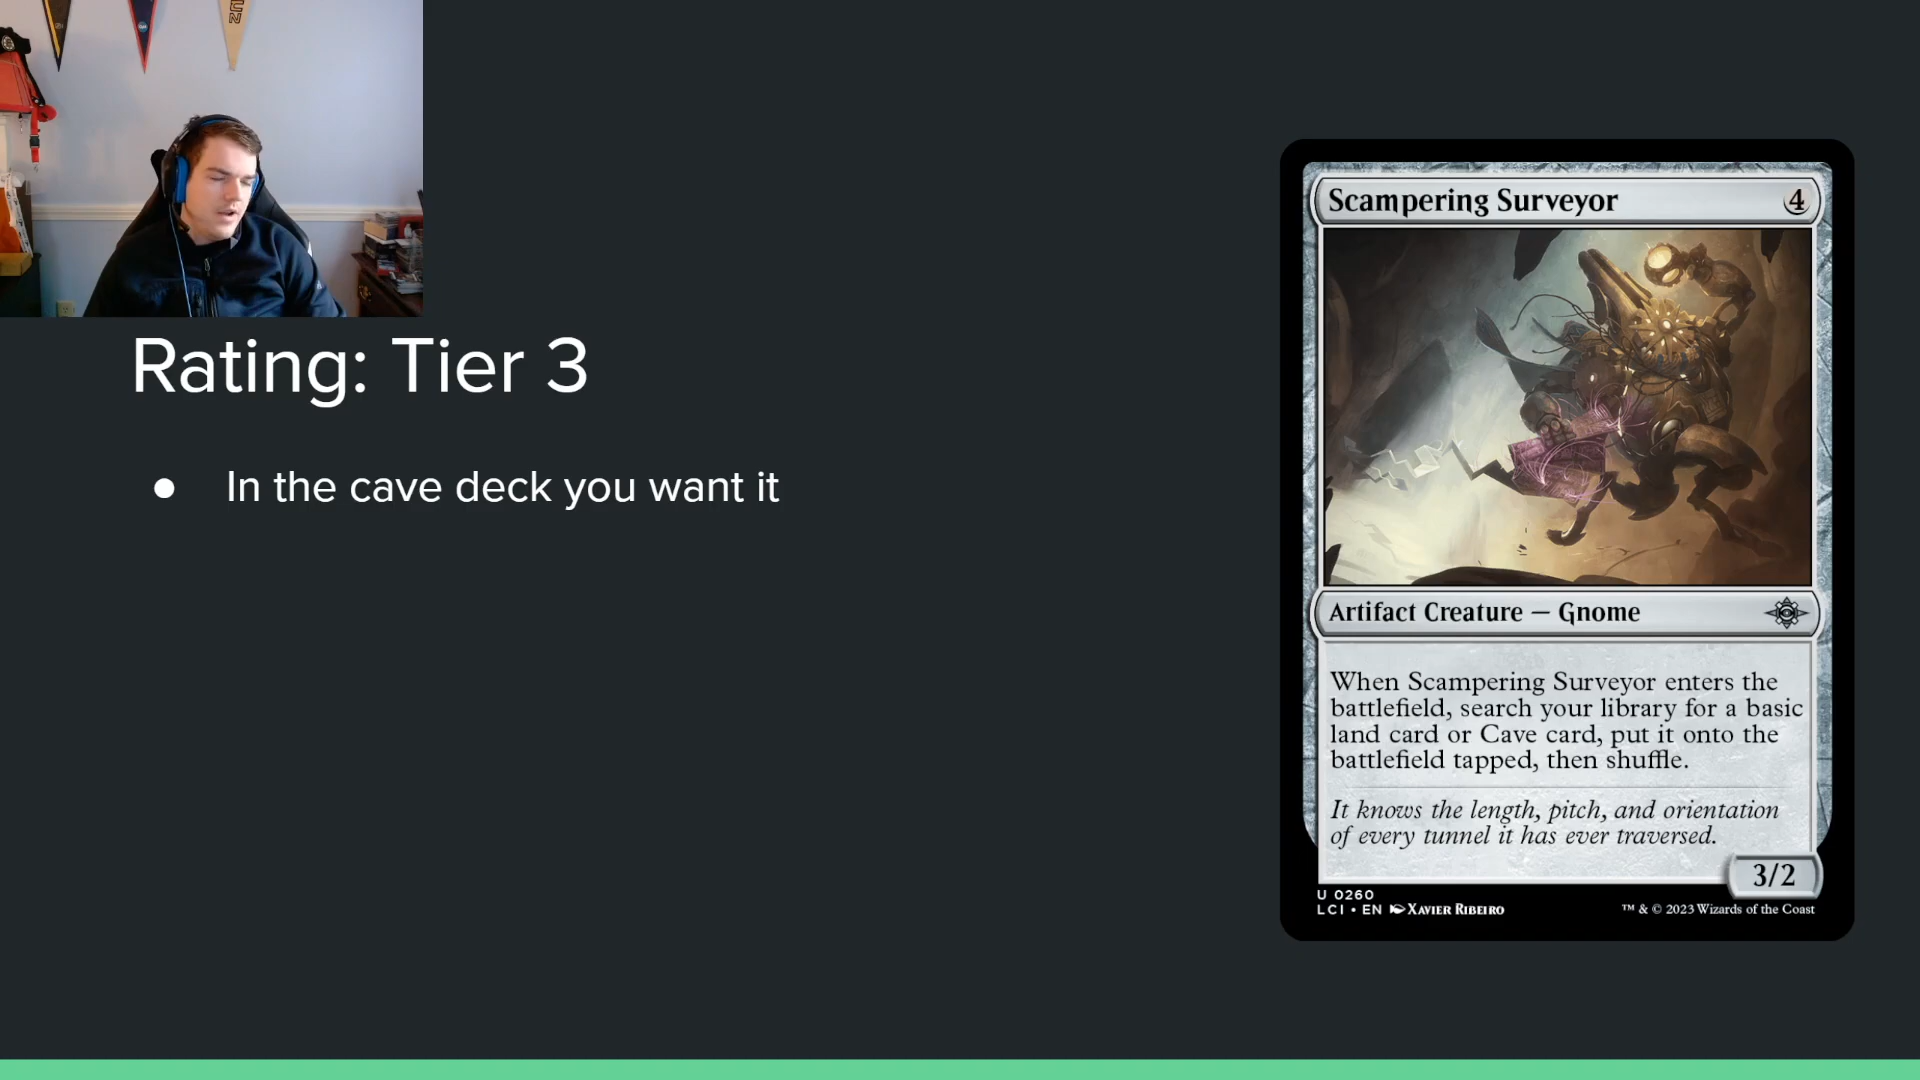 Rating: Tier 3
● In the cave deck you want it
Scampering Surveyor 4
Artifact Creature — Gnome
When Scampering Surveyor enters the
battlefield, search your library for a basic
land card or Cave card, put it onto the
battlefield tapped, then shuffle.
It knows the length, pitch, and orientation
of every tunnel it has ever traversed.
3/2
U 0260
LCI • EN Xavier Ribeiro
™ & © 2023 Wizards of the Coast